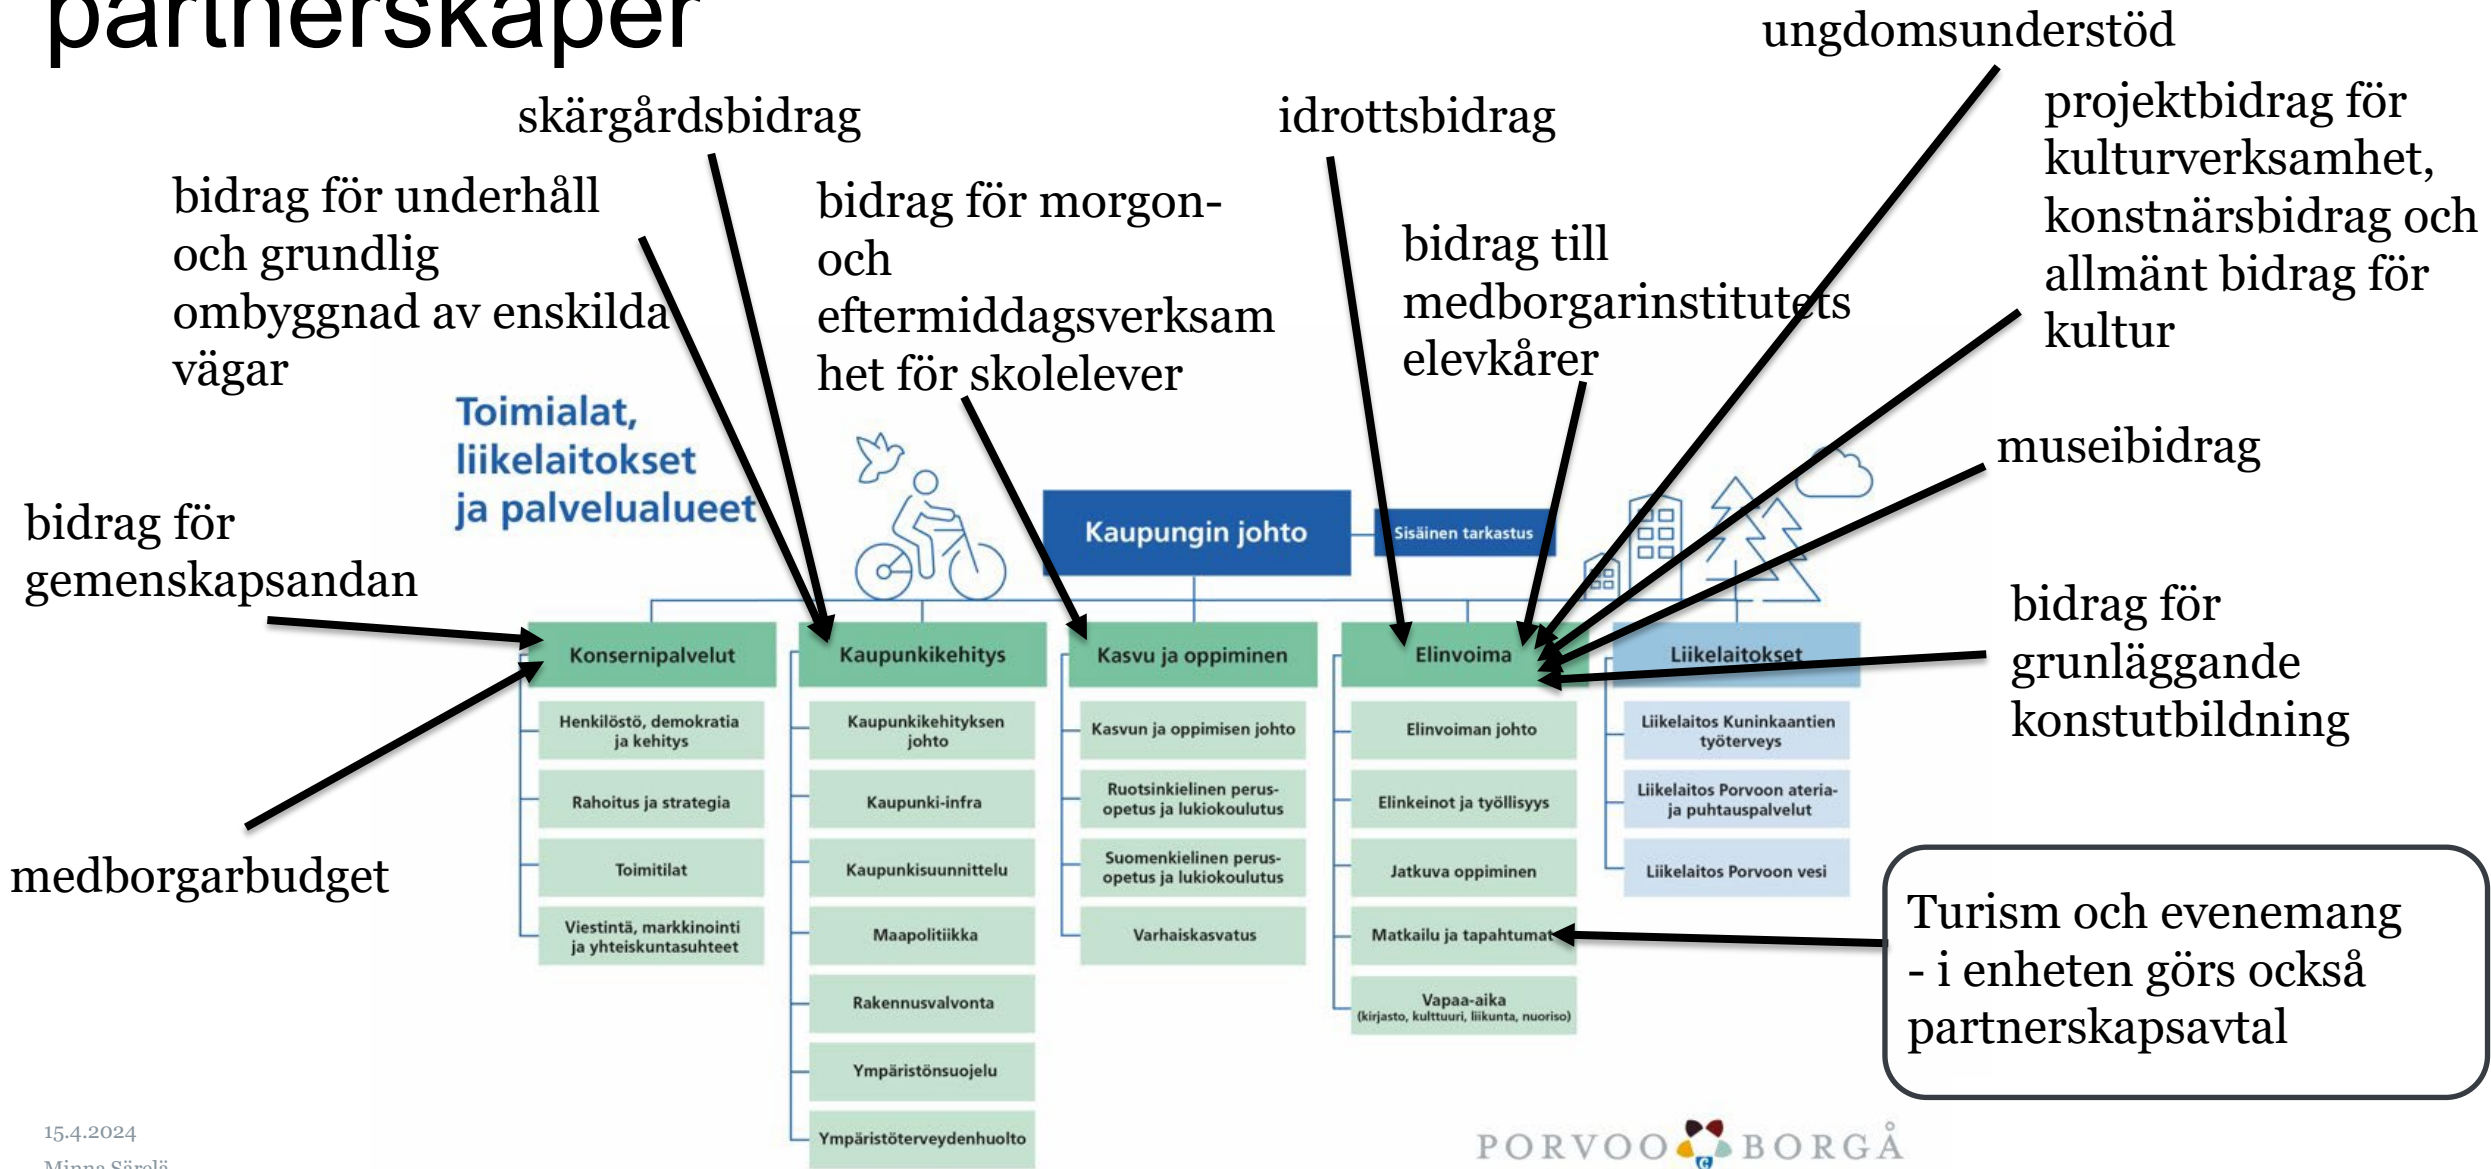 partnerskaper
ungdomsunderstöd
skärgårdsbidrag
idrottsbidrag
projektbidrag för
kulturverksamhet,
konstnärsbidrag och
allmänt bidrag för
kultur
bidrag för underhåll
och grundlig
ombyggnad av enskilda
vägar
bidrag för morgon-
och
eftermiddagsverksam
het för skolelever
bidrag till
medborgarinstitutets
elevkårer
museibidrag
Toimialat,
liikelaitokset
ja palvelualueet
bidrag för
gemenskapsandan
Kaupungin johto
Sisäinen tarkastus
bidrag för
grunläggande
konstutbildning
medborgarbudget
Konsernipalvelut
Henkilöstö, demokratia
ja kehitys
Rahoitus ja strategia
Toimitilat
Viestintä, markkinointi
ja yhteiskuntasuhteet
Kaupunkikehitys
Kaupunkikehityksen
johto
Kaupunki-infra
Kaupunkisuunnittelu
Maapolitiikka
Rakennusvalvonta
Ympäristönsuojelu
Ympäristöterveydenhuolto
Kasvu ja oppiminen
Kasvun ja oppimisen johto
Ruotsinkielinen perus-
opetus ja lukiokoulutus
Suomenkielinen perus-
opetus ja lukiokoulutus
Varhaiskasvatus
Elinvoima
Elinvoiman johto
Elinkeinot ja työllisyys
Jatkuva oppiminen
Matkailu ja tapahtumat
Vapaa-aika
(kirjasto, kulttuuri, liikunta, nuoriso)
Liikelaitokset
Liikelaitos Kuninkaantien
työterveys
Liikelaitos Porvoon ateria-
ja puhtauspalvelut
Liikelaitos Porvoon vesi
Turism och evenemang
- i enheten görs också
partnerskapsavtal
15.4.2024
Minna Särelä
PORVOO BORGÅ